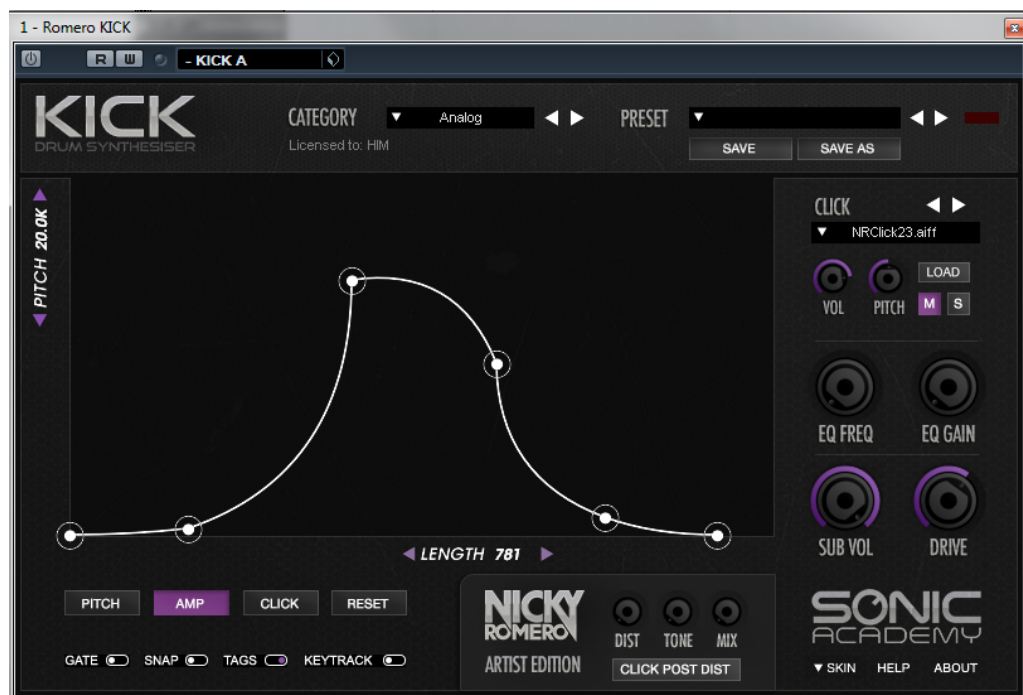 1 - Romero KICK
R W - KICK A
KICK
DRUM SYNTHESISER
CATEGORY Analog PRESET
Licensed to: HIM
SAVE SAVE AS
PITCH 20.0K
CLICK
NRClick23.aiff
LOAD
VOL PITCH M S
EQ FREQ EQ GAIN
SUB VOL DRIVE
LENGTH 781
PITCH AMP CLICK RESET
GATE SNAP TAGS KEYTRACK
NICKY
ROMERO
ARTIST EDITION
DIST TONE MIX
CLICK POST DIST
SONIC
ACADEMY
SKIN HELP ABOUT